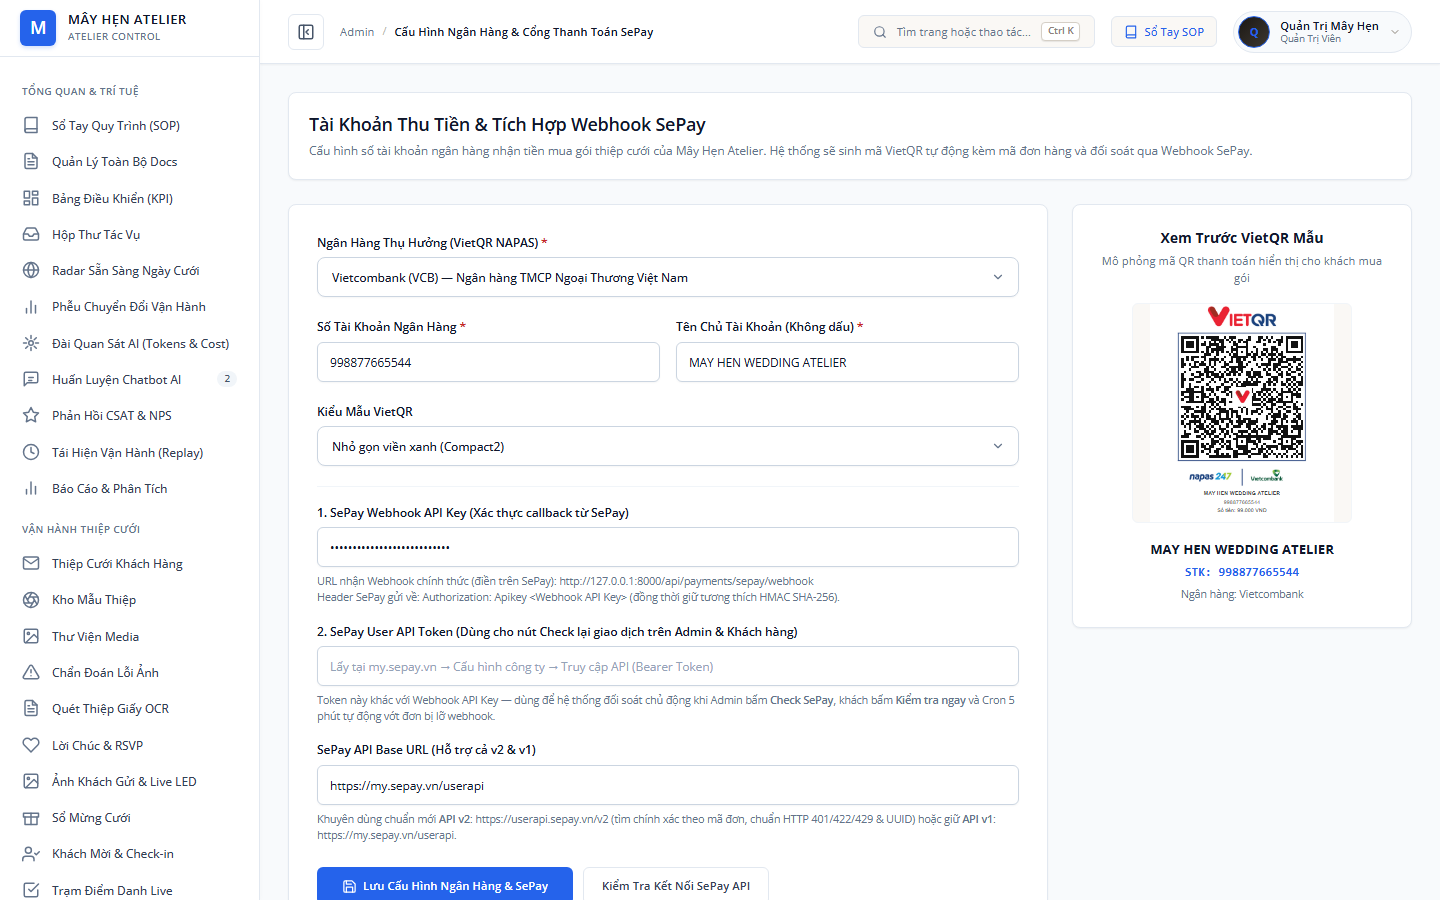 M
MÂY HẸN ATELIER
ATELIER CONTROL
TỔNG QUAN & TRÍ TUỆ
Sổ Tay Quy Trình (SOP)
Quản Lý Toàn Bộ Docs
Bảng Điều Khiển (KPI)
Hộp Thư Tác Vụ
Radar Sẵn Sàng Ngày Cưới
Phễu Chuyển Đổi Vận Hành
Đài Quan Sát AI (Tokens & Cost)
Huấn Luyện Chatbot AI 2
Phản Hồi CSAT & NPS
Tái Hiện Vận Hành (Replay)
Báo Cáo & Phân Tích
VẬN HÀNH THIỆP CƯỚI
Thiệp Cưới Khách Hàng
Kho Mẫu Thiệp
Thư Viện Media
Chẩn Đoán Lỗi Ảnh
Quét Thiệp Giấy OCR
Lời Chúc & RSVP
Ảnh Khách Gửi & Live LED
Sổ Mừng Cưới
Khách Mời & Check-in
Trạm Điểm Danh Live
Admin / Cấu Hình Ngân Hàng & Cổng Thanh Toán SePay
Tìm trang hoặc thao tác... Ctrl K
Sổ Tay SOP
Q
Quản Trị Mây Hẹn
Quản Trị Viên
Tài Khoản Thu Tiền & Tích Hợp Webhook SePay
Cấu hình số tài khoản ngân hàng nhận tiền mua gói thiệp cưới của Mây Hẹn Atelier. Hệ thống sẽ sinh mã VietQR tự động kèm mã đơn hàng và đối soát qua Webhook SePay.
Ngân Hàng Thụ Hưởng (VietQR NAPAS) *
Vietcombank (VCB) — Ngân hàng TMCP Ngoại Thương Việt Nam
Số Tài Khoản Ngân Hàng *
998877665544
Tên Chủ Tài Khoản (Không dấu) *
MAY HEN WEDDING ATELIER
Kiểu Mẫu VietQR
Nhỏ gọn viền xanh (Compact2)
1. SePay Webhook API Key (Xác thực callback từ SePay)
•••••••••••••••••••••••••••
URL nhận Webhook chính thức (điền trên SePay): http://127.0.0.1:8000/api/payments/sepay/webhook
Header SePay gửi về: Authorization: Apikey <Webhook API Key> (đồng thời giữ tương thích HMAC SHA-256).
2. SePay User API Token (Dùng cho nút Check lại giao dịch trên Admin & Khách hàng)
Lấy tại my.sepay.vn → Cấu hình công ty → Truy cập API (Bearer Token)
Token này khác với Webhook API Key — dùng để hệ thống đối soát chủ động khi Admin bấm Check SePay, khách bấm Kiểm tra ngay và Cron 5
phút tự động vớt đơn bị lỡ webhook.
SePay API Base URL (Hỗ trợ cả v2 & v1)
https://my.sepay.vn/userapi
Khuyên dùng chuẩn mới API v2: https://userapi.sepay.vn/v2 (tìm chính xác theo mã đơn, chuẩn HTTP 401/422/429 & UUID) hoặc giữ API v1:
https://my.sepay.vn/userapi.
Lưu Cấu Hình Ngân Hàng & SePay
Kiểm Tra Kết Nối SePay API
Xem Trước VietQR Mẫu
Mô phỏng mã QR thanh toán hiển thị cho khách mua
gói
VIETQR
napas 247 Vietcombank
MAY HEN WEDDING ATELIER
998877665544
Số tiền: 99.000 VND
MAY HEN WEDDING ATELIER
STK: 998877665544
Ngân hàng: Vietcombank